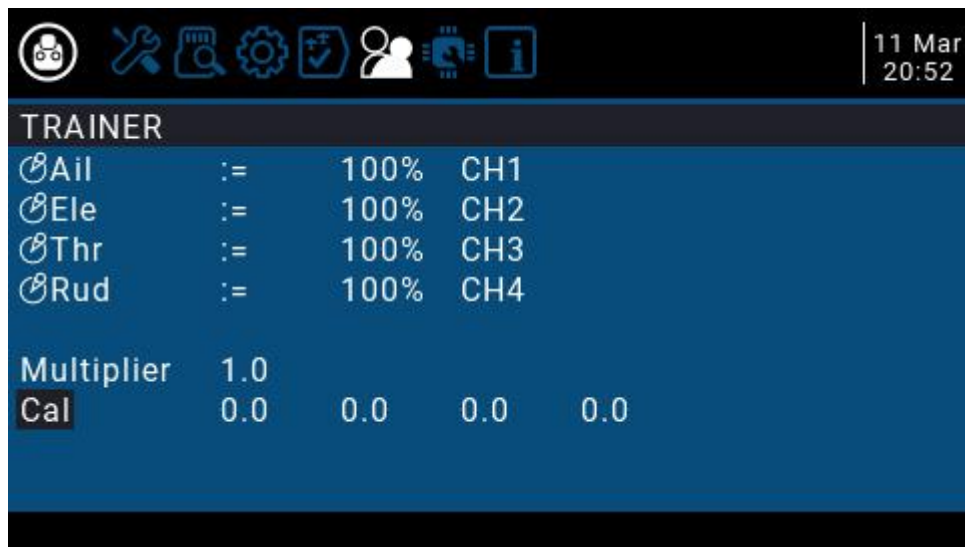 11 Mar
20:52
TRAINER
Ail := 100% CH1
Ele := 100% CH2
Thr := 100% CH3
Rud := 100% CH4
Multiplier 1.0
Cal 0.0 0.0 0.0 0.0